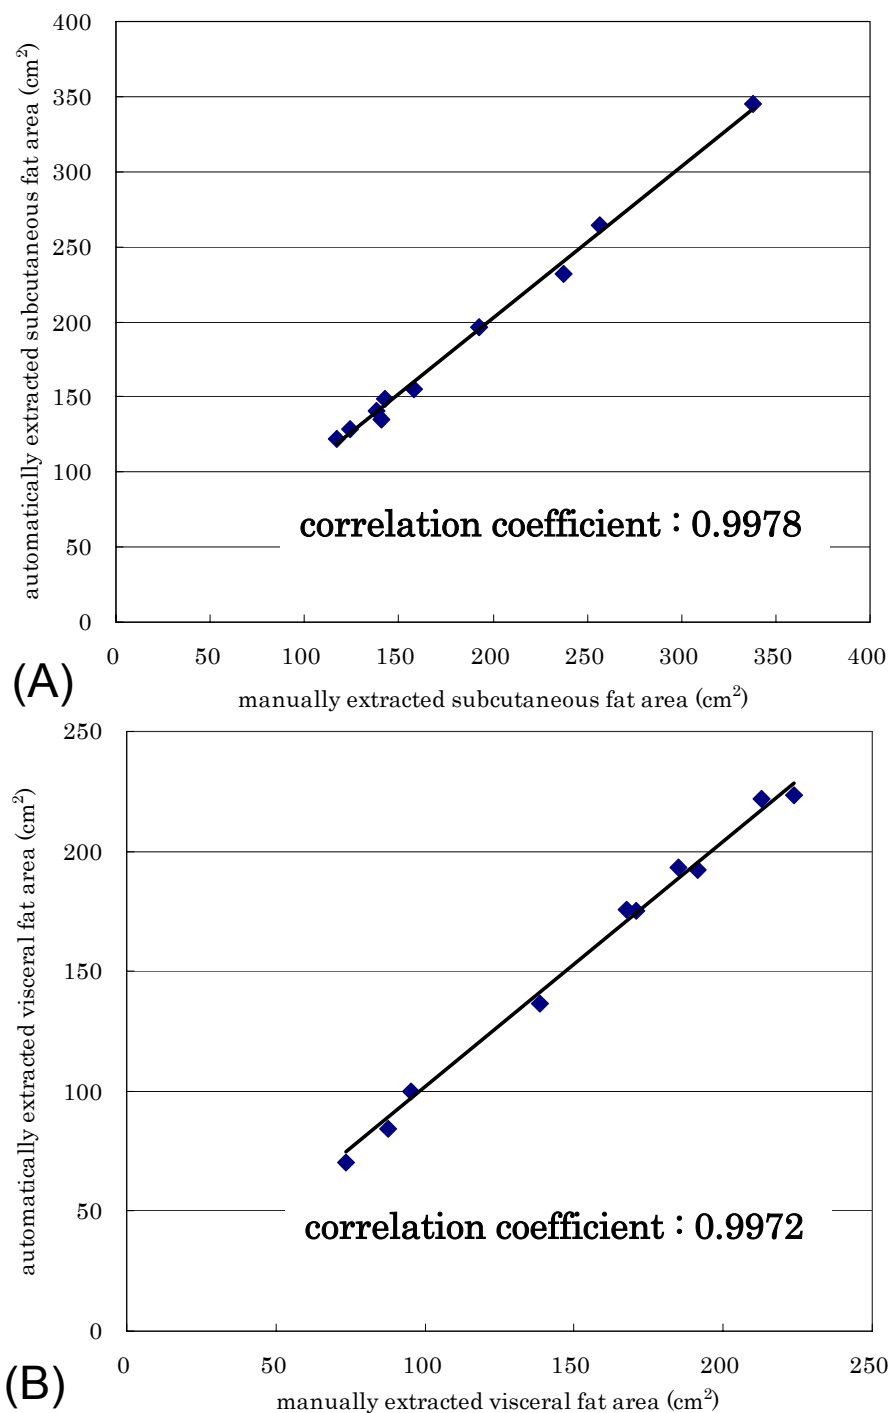 400
350
300
250
200
150
100
50
0
automatically extracted subcutaneous fat area (cm²)
correlation coefficient : 0.9978
0 50 100 150 200 250 300 350 400
manually extracted subcutaneous fat area (cm²)
(A)
250
200
150
100
50
0
automatically extracted visceral fat area (cm²)
correlation coefficient : 0.9972
0 50 100 150 200 250
manually extracted visceral fat area (cm²)
(B)